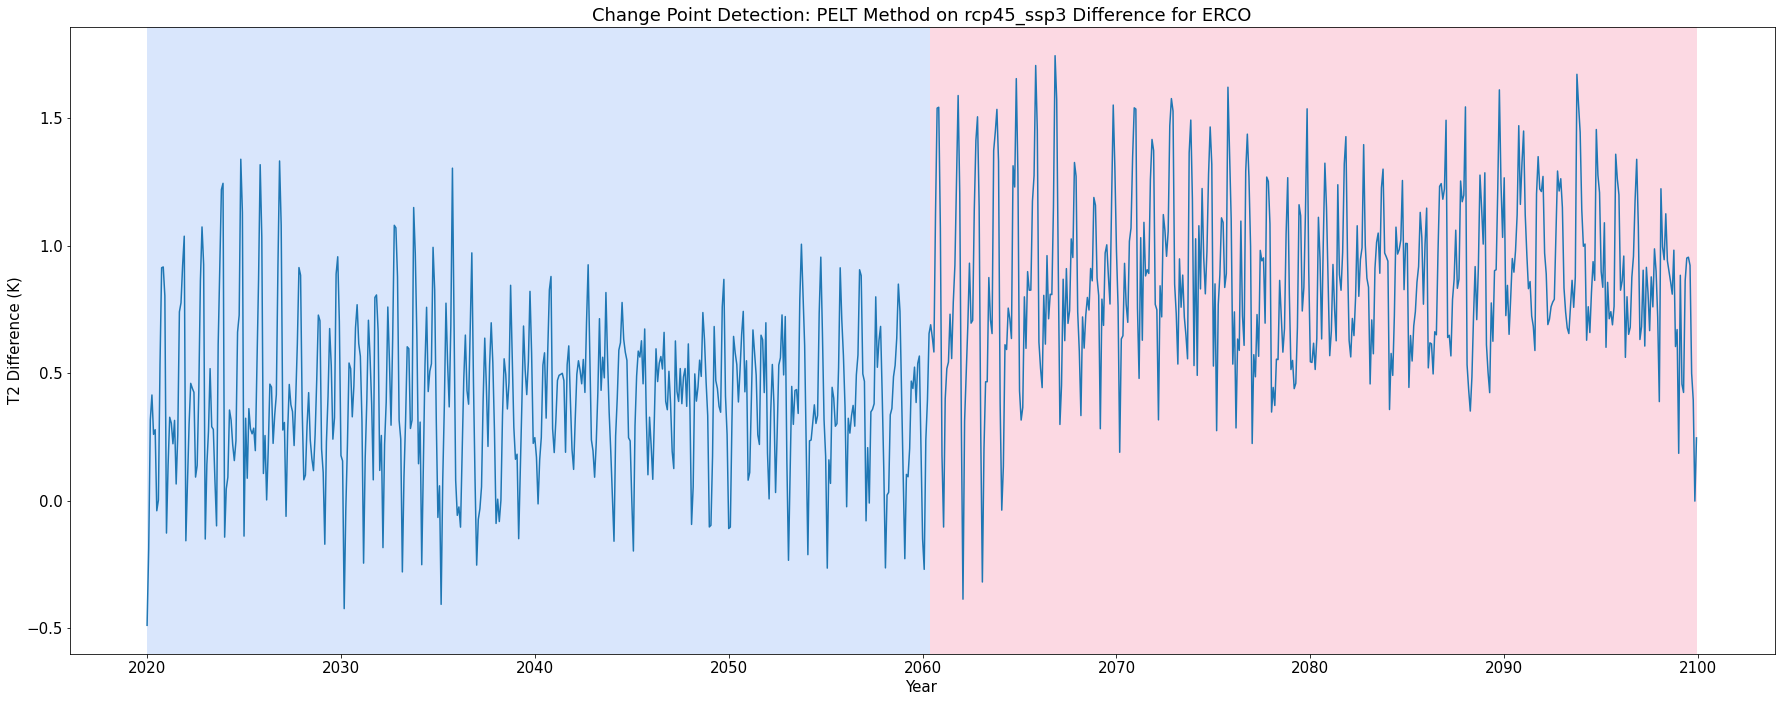 Change Point Detection: PELT Method on rcp45_ssp3 Difference for ERCO
T2 Difference (K)
1.5
1.0
0.5
0.0
−0.5
2020 2030 2040 2050 2060 2070 2080 2090 2100
Year